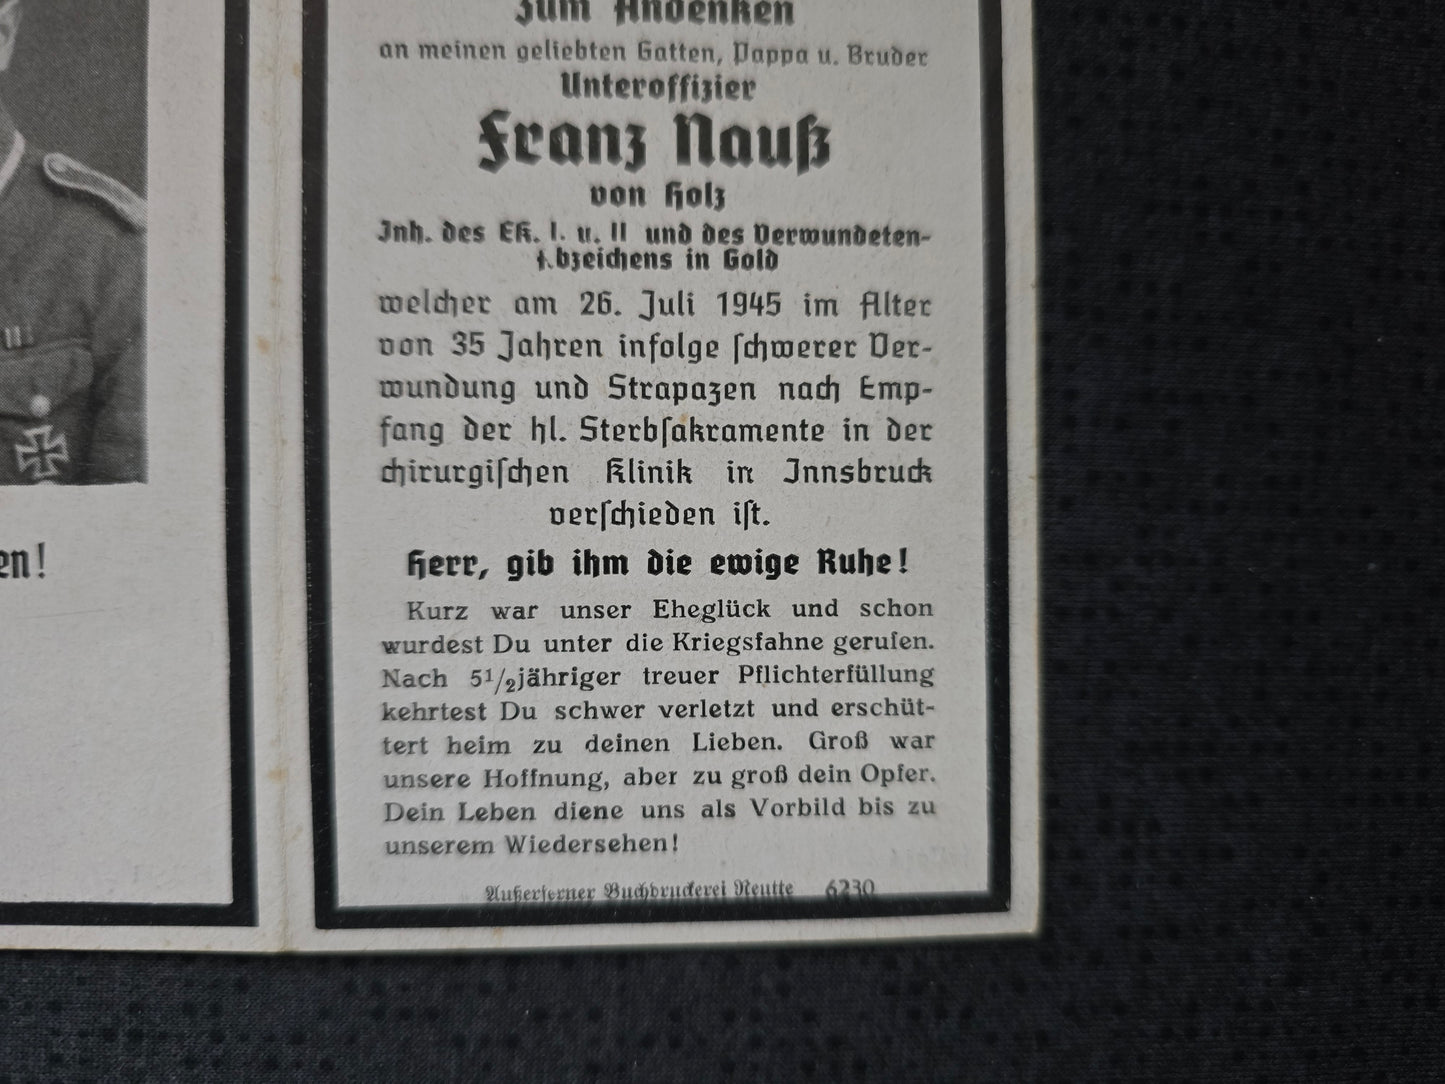 en!
Zum Andenken
an meinen geliebten Gatten, Pappa u. Bruder
Unteroffizier
Franz Nauß
von Holz
Inh. des EK. I. u. II und des Verwundeten-
A.bzeichens in Gold
welcher am 26. Juli 1945 im Alter
von 35 Jahren infolge schwerer Ver-
wundung und Strapazen nach Emp-
fang der hl. Sterbsakramente in der
chirurgischen Klinik in Innsbruck
verschieden ist.
Herr, gib ihm die ewige Ruhe!
Kurz war unser Eheglück und schon
wurdest Du unter die Kriegsfahne gerufen.
Nach 5 1/2jähriger treuer Pflichterfüllung
kehrtest Du schwer verletzt und erschüt-
tert heim zu deinen Lieben. Groß war
unsere Hoffnung, aber zu groß dein Opfer.
Dein Leben diene uns als Vorbild bis zu
unserem Wiedersehen!
Außerferner Buchdruckerei Reutte 6230